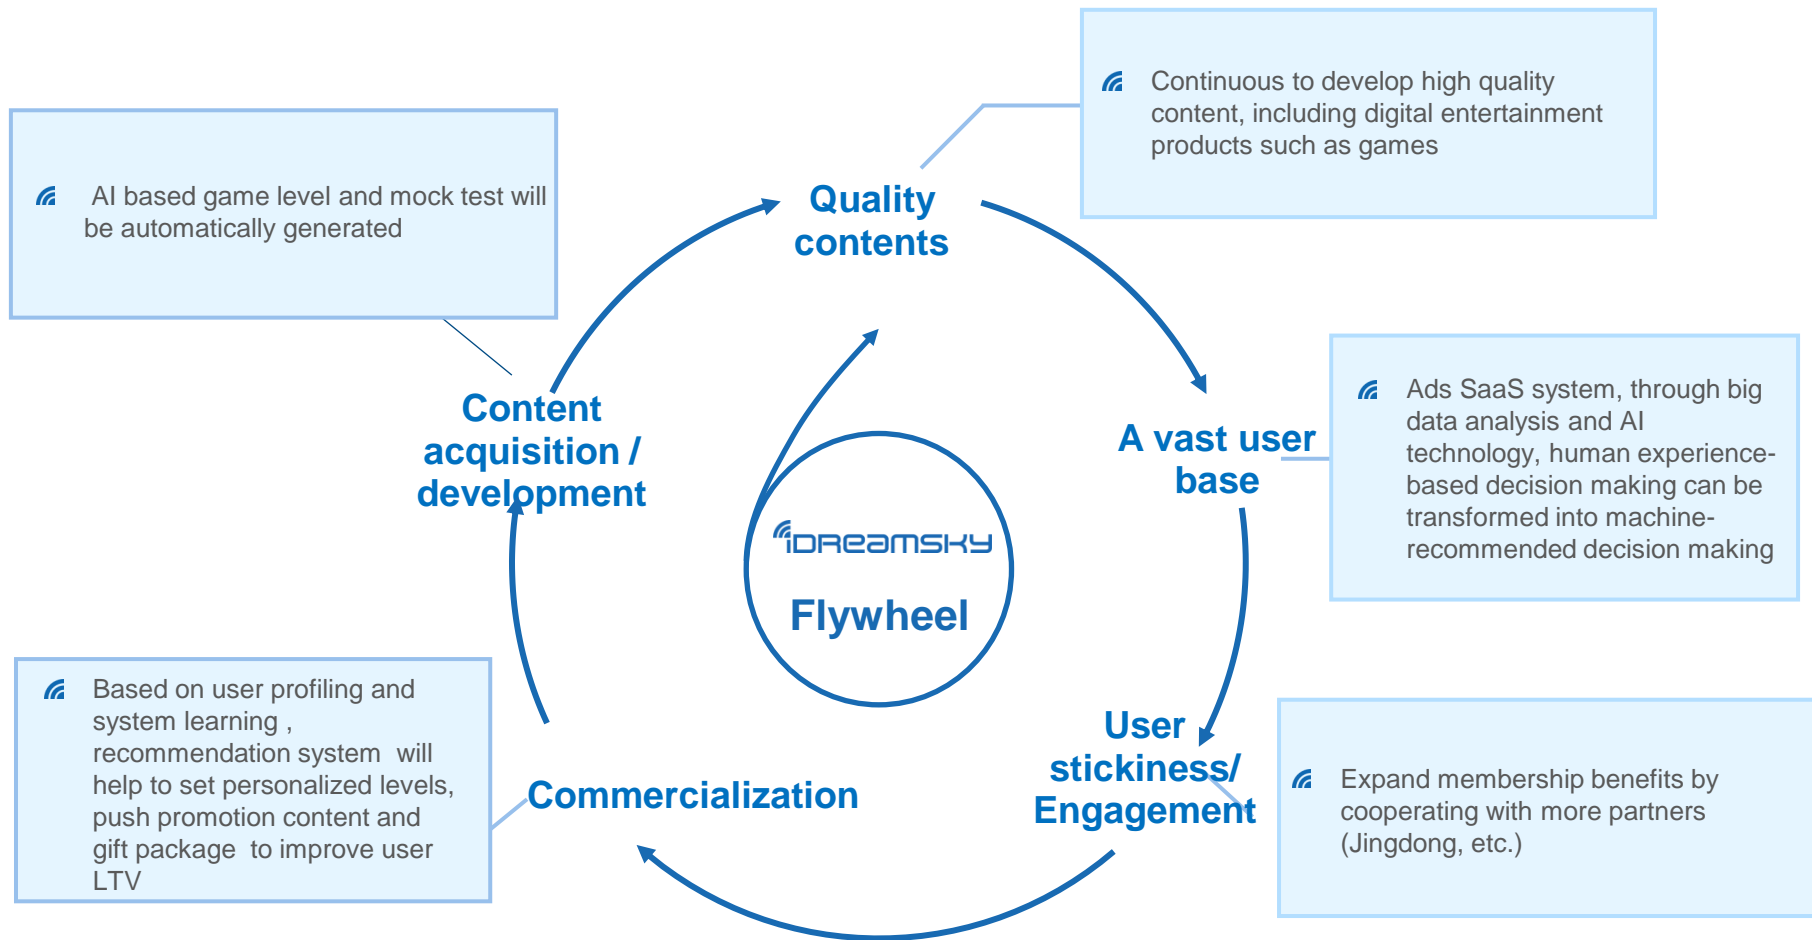 Continuous to develop high quality
content, including digital entertainment
products such as games
AI based game level and mock test will
be automatically generated
Quality
contents
Content
acquisition /
development
A vast user
base
Ads SaaS system, through big
data analysis and AI
technology, human experience-
based decision making can be
transformed into machine-
recommended decision making
iDREAMSKY
Flywheel
Based on user profiling and
system learning ,
recommendation system will
help to set personalized levels,
push promotion content and
gift package to improve user
LTV
Commercialization
User
stickiness/
Engagement
Expand membership benefits by
cooperating with more partners
(Jingdong, etc.)